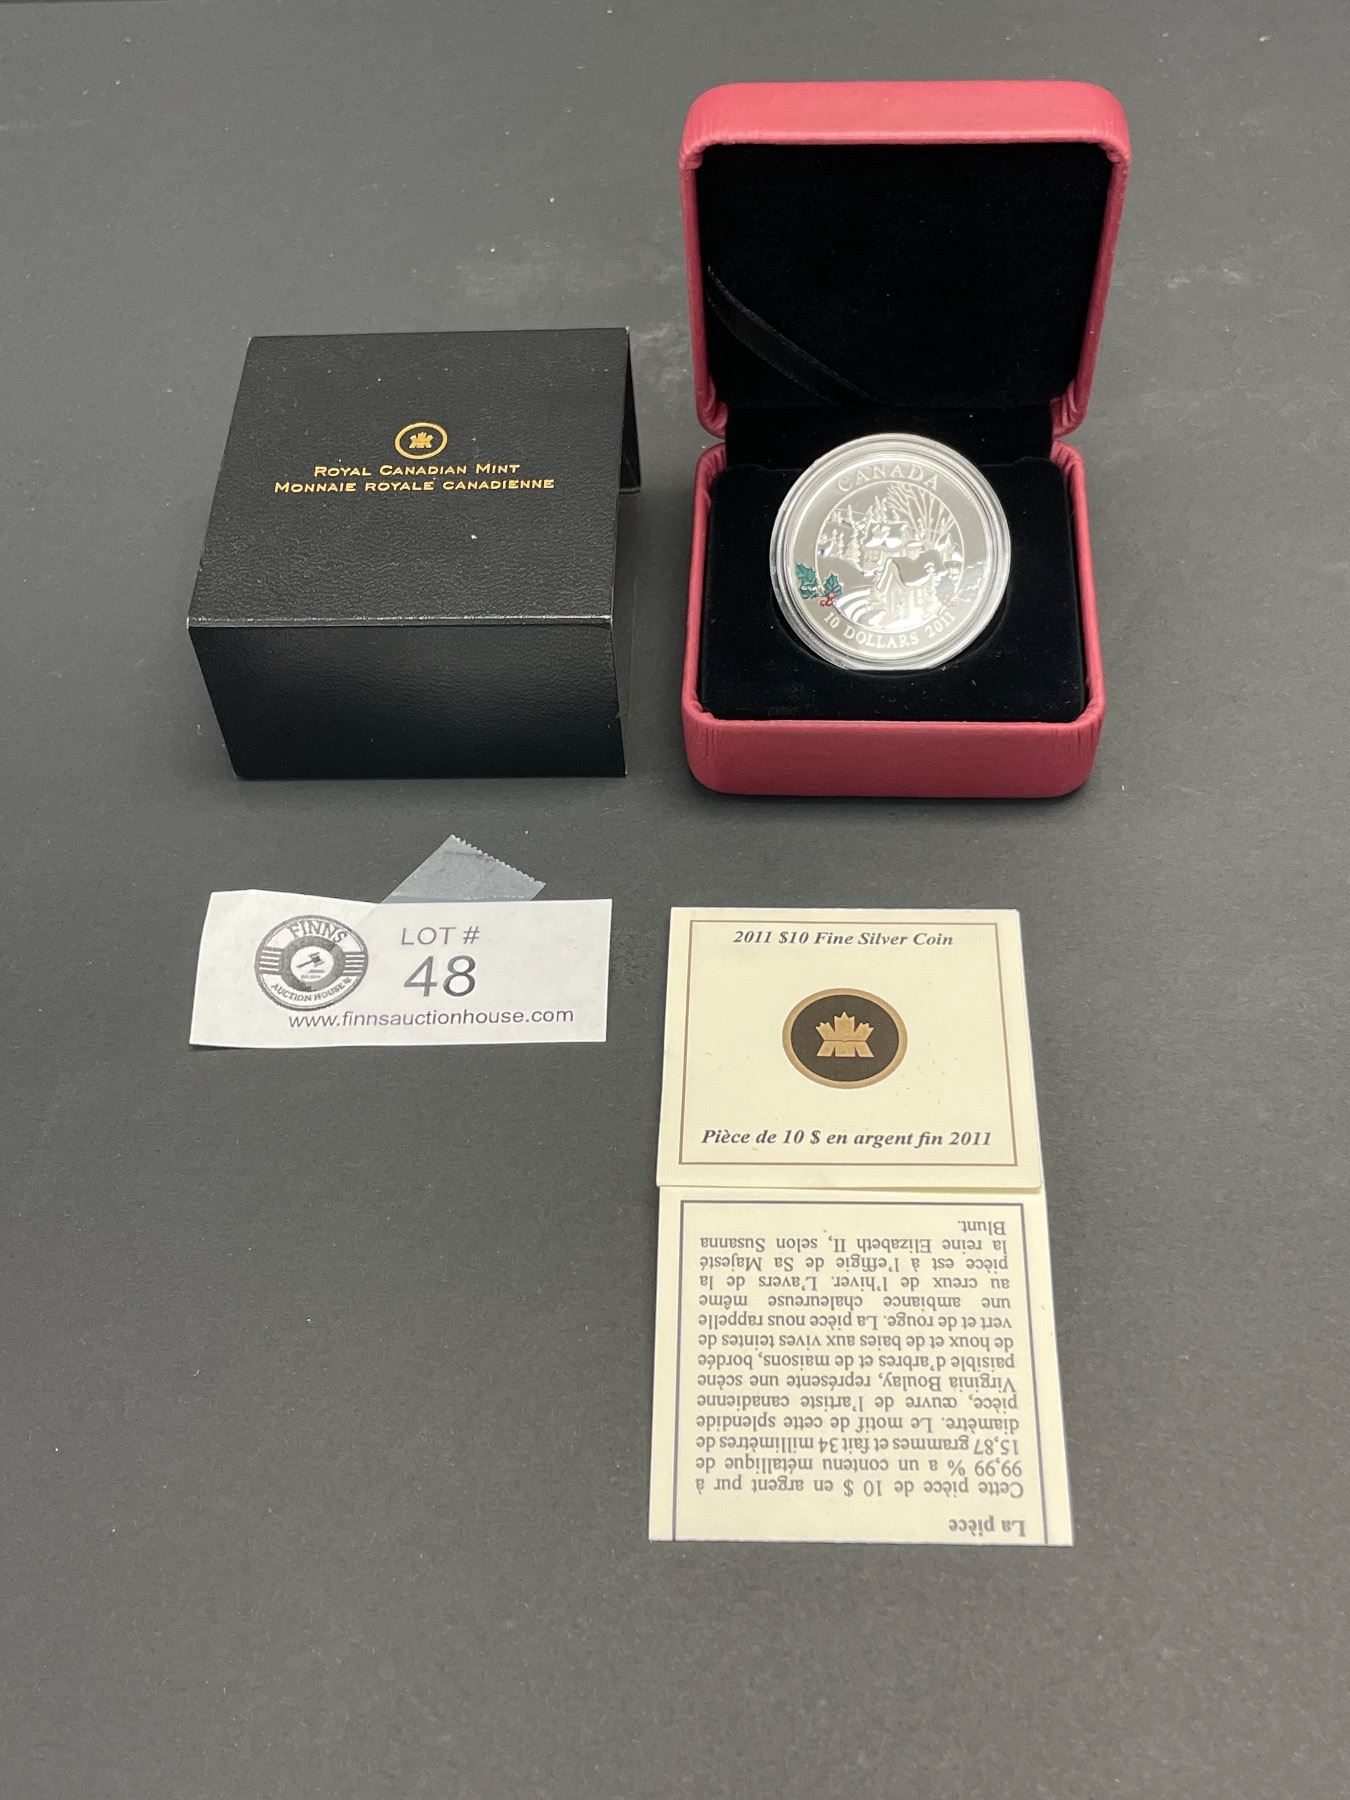 ROYAL CANADIAN MINT
MONNAIE ROYALE CANADIENNE
CANADA
10 DOLLARS 2011
FINNS
AUCTION HOUSE
LOT #
48
www.finnsauctionhouse.com
2011 $10 Fine Silver Coin
Pièce de 10 $ en argent fin 2011
La pièce
Cette pièce de 10 $ en argent pur à
99,99 % a un contenu métallique de
15,87 grammes et fait 34 millimètres de
diamètre. Le motif de cette splendide
pièce, œuvre de l'artiste canadienne
Virginia Boulay, représente une scène
paisible d'arbres et de maisons, bordée
de houx et de baies aux vives teintes de
vert et de rouge. La pièce nous rappelle
une ambiance chaleureuse même
au creux de l'hiver. L'avers de la
pièce est à l'effigie de Sa Majesté
la reine Elizabeth II, selon Susanna
Blunt.